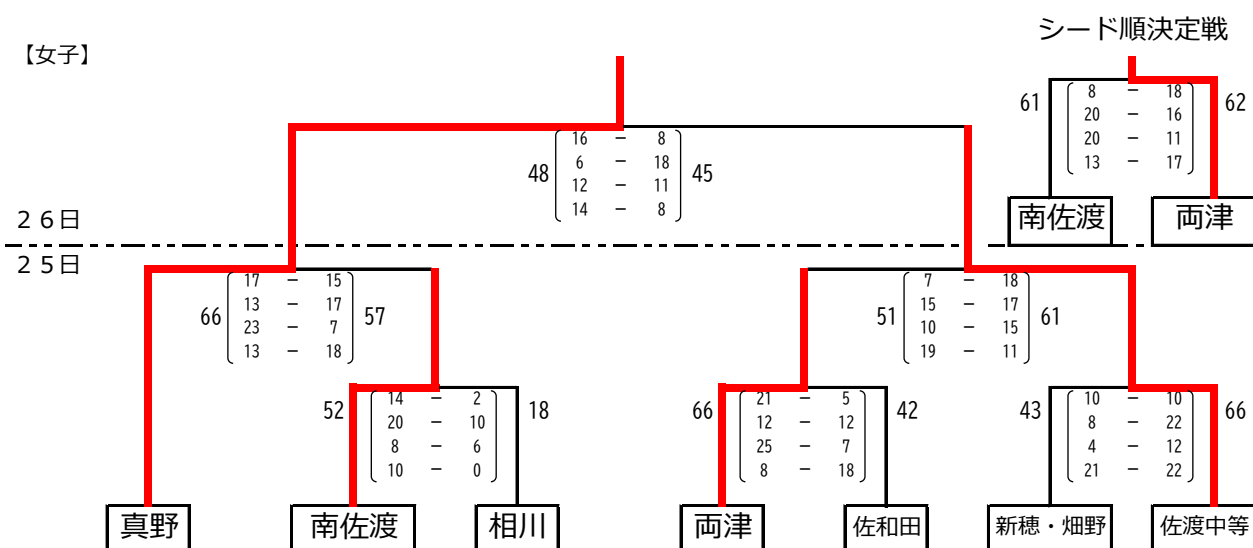 【女子】
シード順決定戦
61
8 － 18
20 － 16
20 － 11
13 － 17
62
南佐渡
両津
48
16 － 8
6 － 18
12 － 11
14 － 8
45
２６日
２５日
66
17 － 15
13 － 17
23 － 7
13 － 18
57
51
7 － 18
15 － 17
10 － 15
19 － 11
61
52
14 － 2
20 － 10
8 － 6
10 － 0
18
66
21 － 5
12 － 12
25 － 7
8 － 18
42
43
10 － 10
8 － 22
4 － 12
21 － 22
66
真野
南佐渡
相川
両津
佐和田
新穂・畑野
佐渡中等